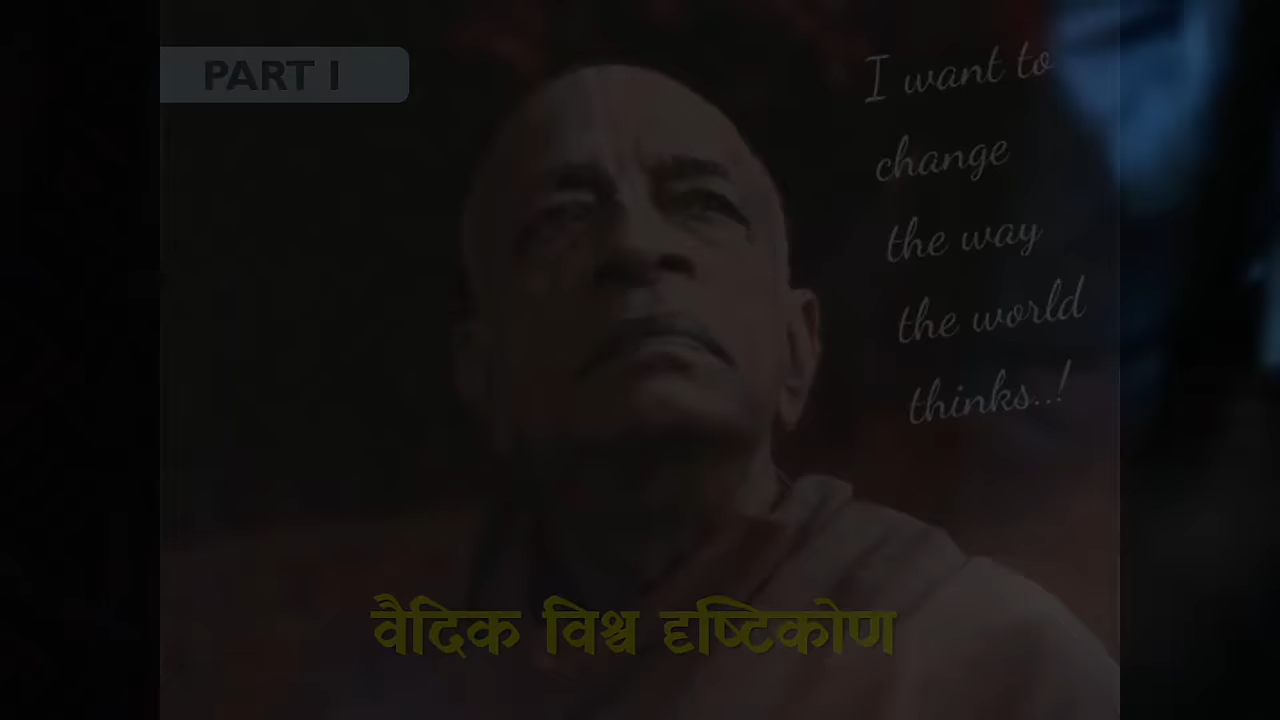 PART I
I want to
change
the way
the world
thinks..!
वैदिक विश्व दृष्टिकोण